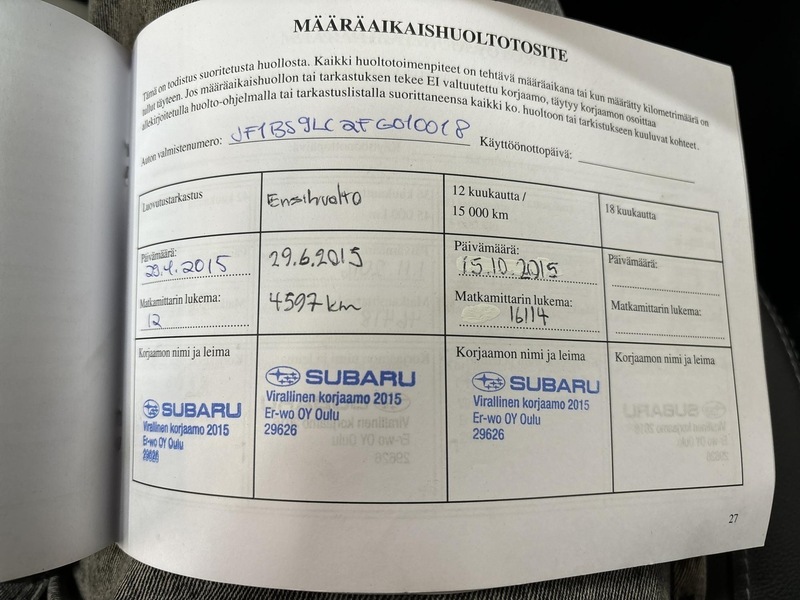 MÄÄRÄAIKAISHUOLTOTOSITE
Tämä on todistus suoritetusta huollosta. Kaikki huoltotoimenpiteet on tehtävä määräaikana tai kun määrätty kilometrimäärä on
tullut täyteen. Jos määräaikaishuollon tai tarkastuksen tekee EI valtuutettu korjaamo, täytyy korjaamon osoittaa
allekirjoitetulla huolto-ohjelmalla tai tarkastuslistalla suorittaneensa kaikki ko. huoltoon tai tarkistukseen kuuluvat kohteet.
Auton valmistenumero: JF1BS9LC2FG010018 Käyttöönottopäivä:
Luovutustarkastus
Päivämäärä:
29.4.2015
Matkamittarin lukema:
12
Korjaamon nimi ja leima
SUBARU
Virallinen korjaamo 2015
Er-wo OY Oulu
29626
Ensihuolto
29.6.2015
4597 km
SUBARU
Virallinen korjaamo 2015
Er-wo OY Oulu
29626
12 kuukautta /
15 000 km
Päivämäärä:
15.10.2015
Matkamittarin lukema:
16114
Korjaamon nimi ja leima
SUBARU
Virallinen korjaamo 2015
Er-wo OY Oulu
29626
18 kuukautta
Päivämäärä:
Matkamittarin lukema:
Korjaamon nimi ja leima
27